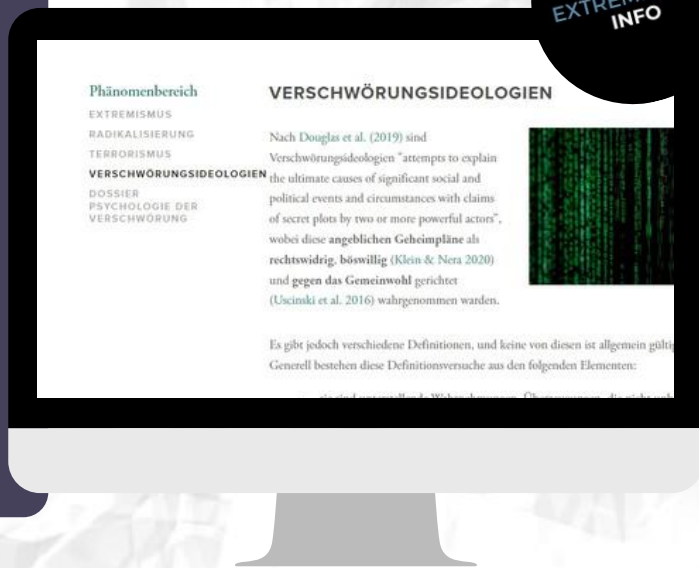 INFO
Phänomenbereich
EXTREMISMUS
RADIKALISIERUNG
TERRORISMUS
VERSCHWÖRUNGSIDEOLOGIEN
DOSSIER
PSYCHOLOGIE DER
VERSCHWÖRUNG
VERSCHWÖRUNGSIDEOLOGIEN
Nach Douglas et al. (2019) sind
Verschwörungsideologien "attempts to explain
the ultimate causes of significant social and
political events and circumstances with claims
of secret plots by two or more powerful actors",
wobei diese angeblichen Geheimpläne als
rechtswidrig, böswillig (Klein & Nera 2020)
und gegen das Gemeinwohl gerichtet
(Uscinski et al. 2016) wahrgenommen warden.
Es gibt jedoch verschiedene Definitionen, und keine von diesen ist allgemein gültig
Generell bestehen diese Definitionsversuche aus den folgenden Elementen: